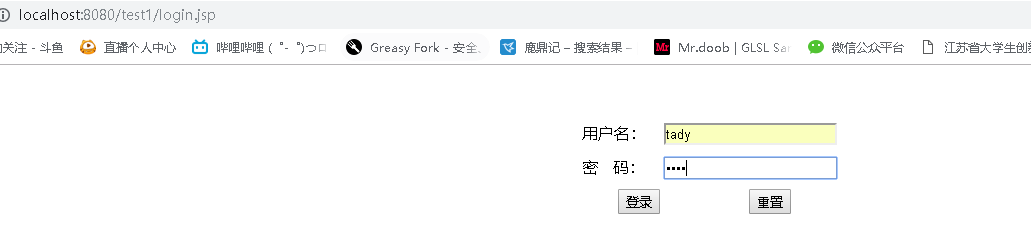 localhost:8080/test1/login.jsp
关注 - 斗鱼 直播个人中心 哔哩哔哩 ( ゜- ゜)つロ Greasy Fork - 安全 鹿鼎记 – 搜索结果 – Mr Mr.doob | GLSL San 微信公众平台 江苏省大学生创
用户名： tady
密 码： ••••
登录 重置